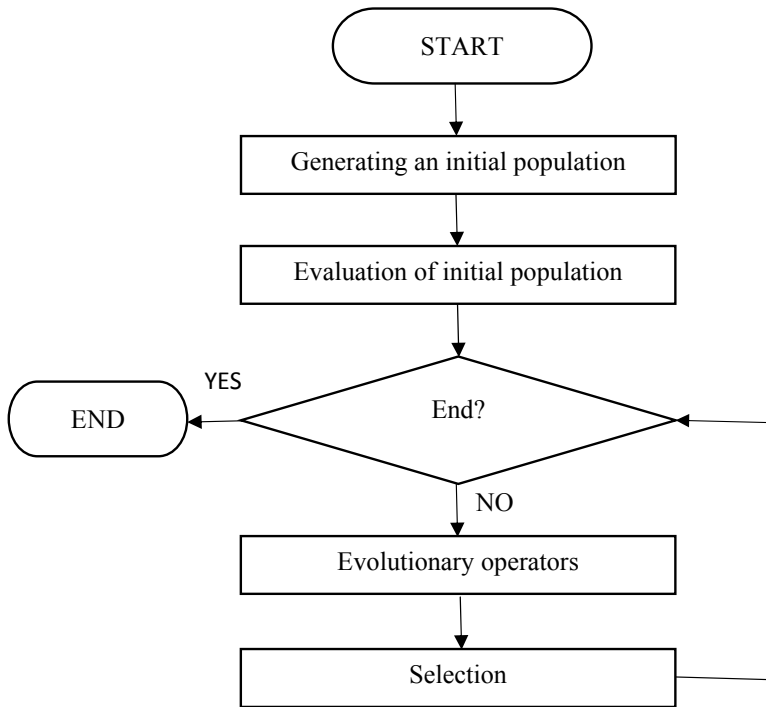 START
Generating an initial population
Evaluation of initial population
YES
End?
END
NO
Evolutionary operators
Selection